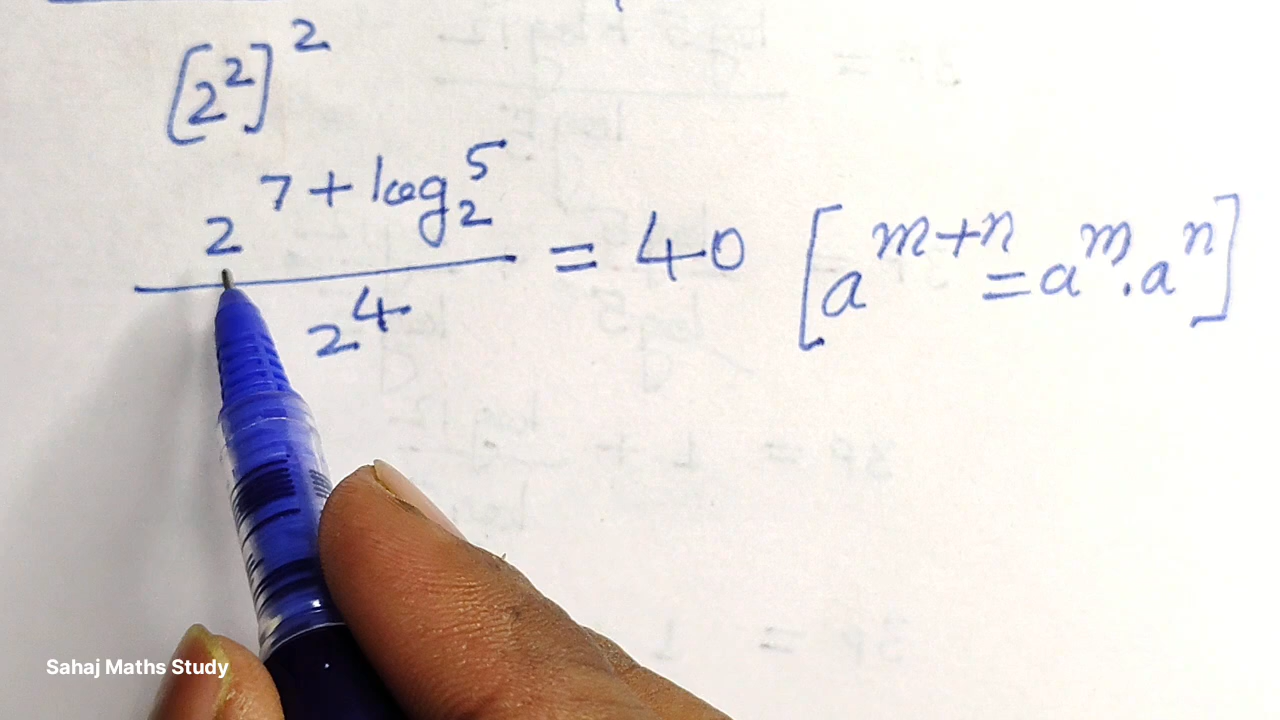 [2²]²
2^(7 + log₂5) / 2⁴ = 40 [a^(m+n) = a^m . a^n]
Sahaj Maths Study